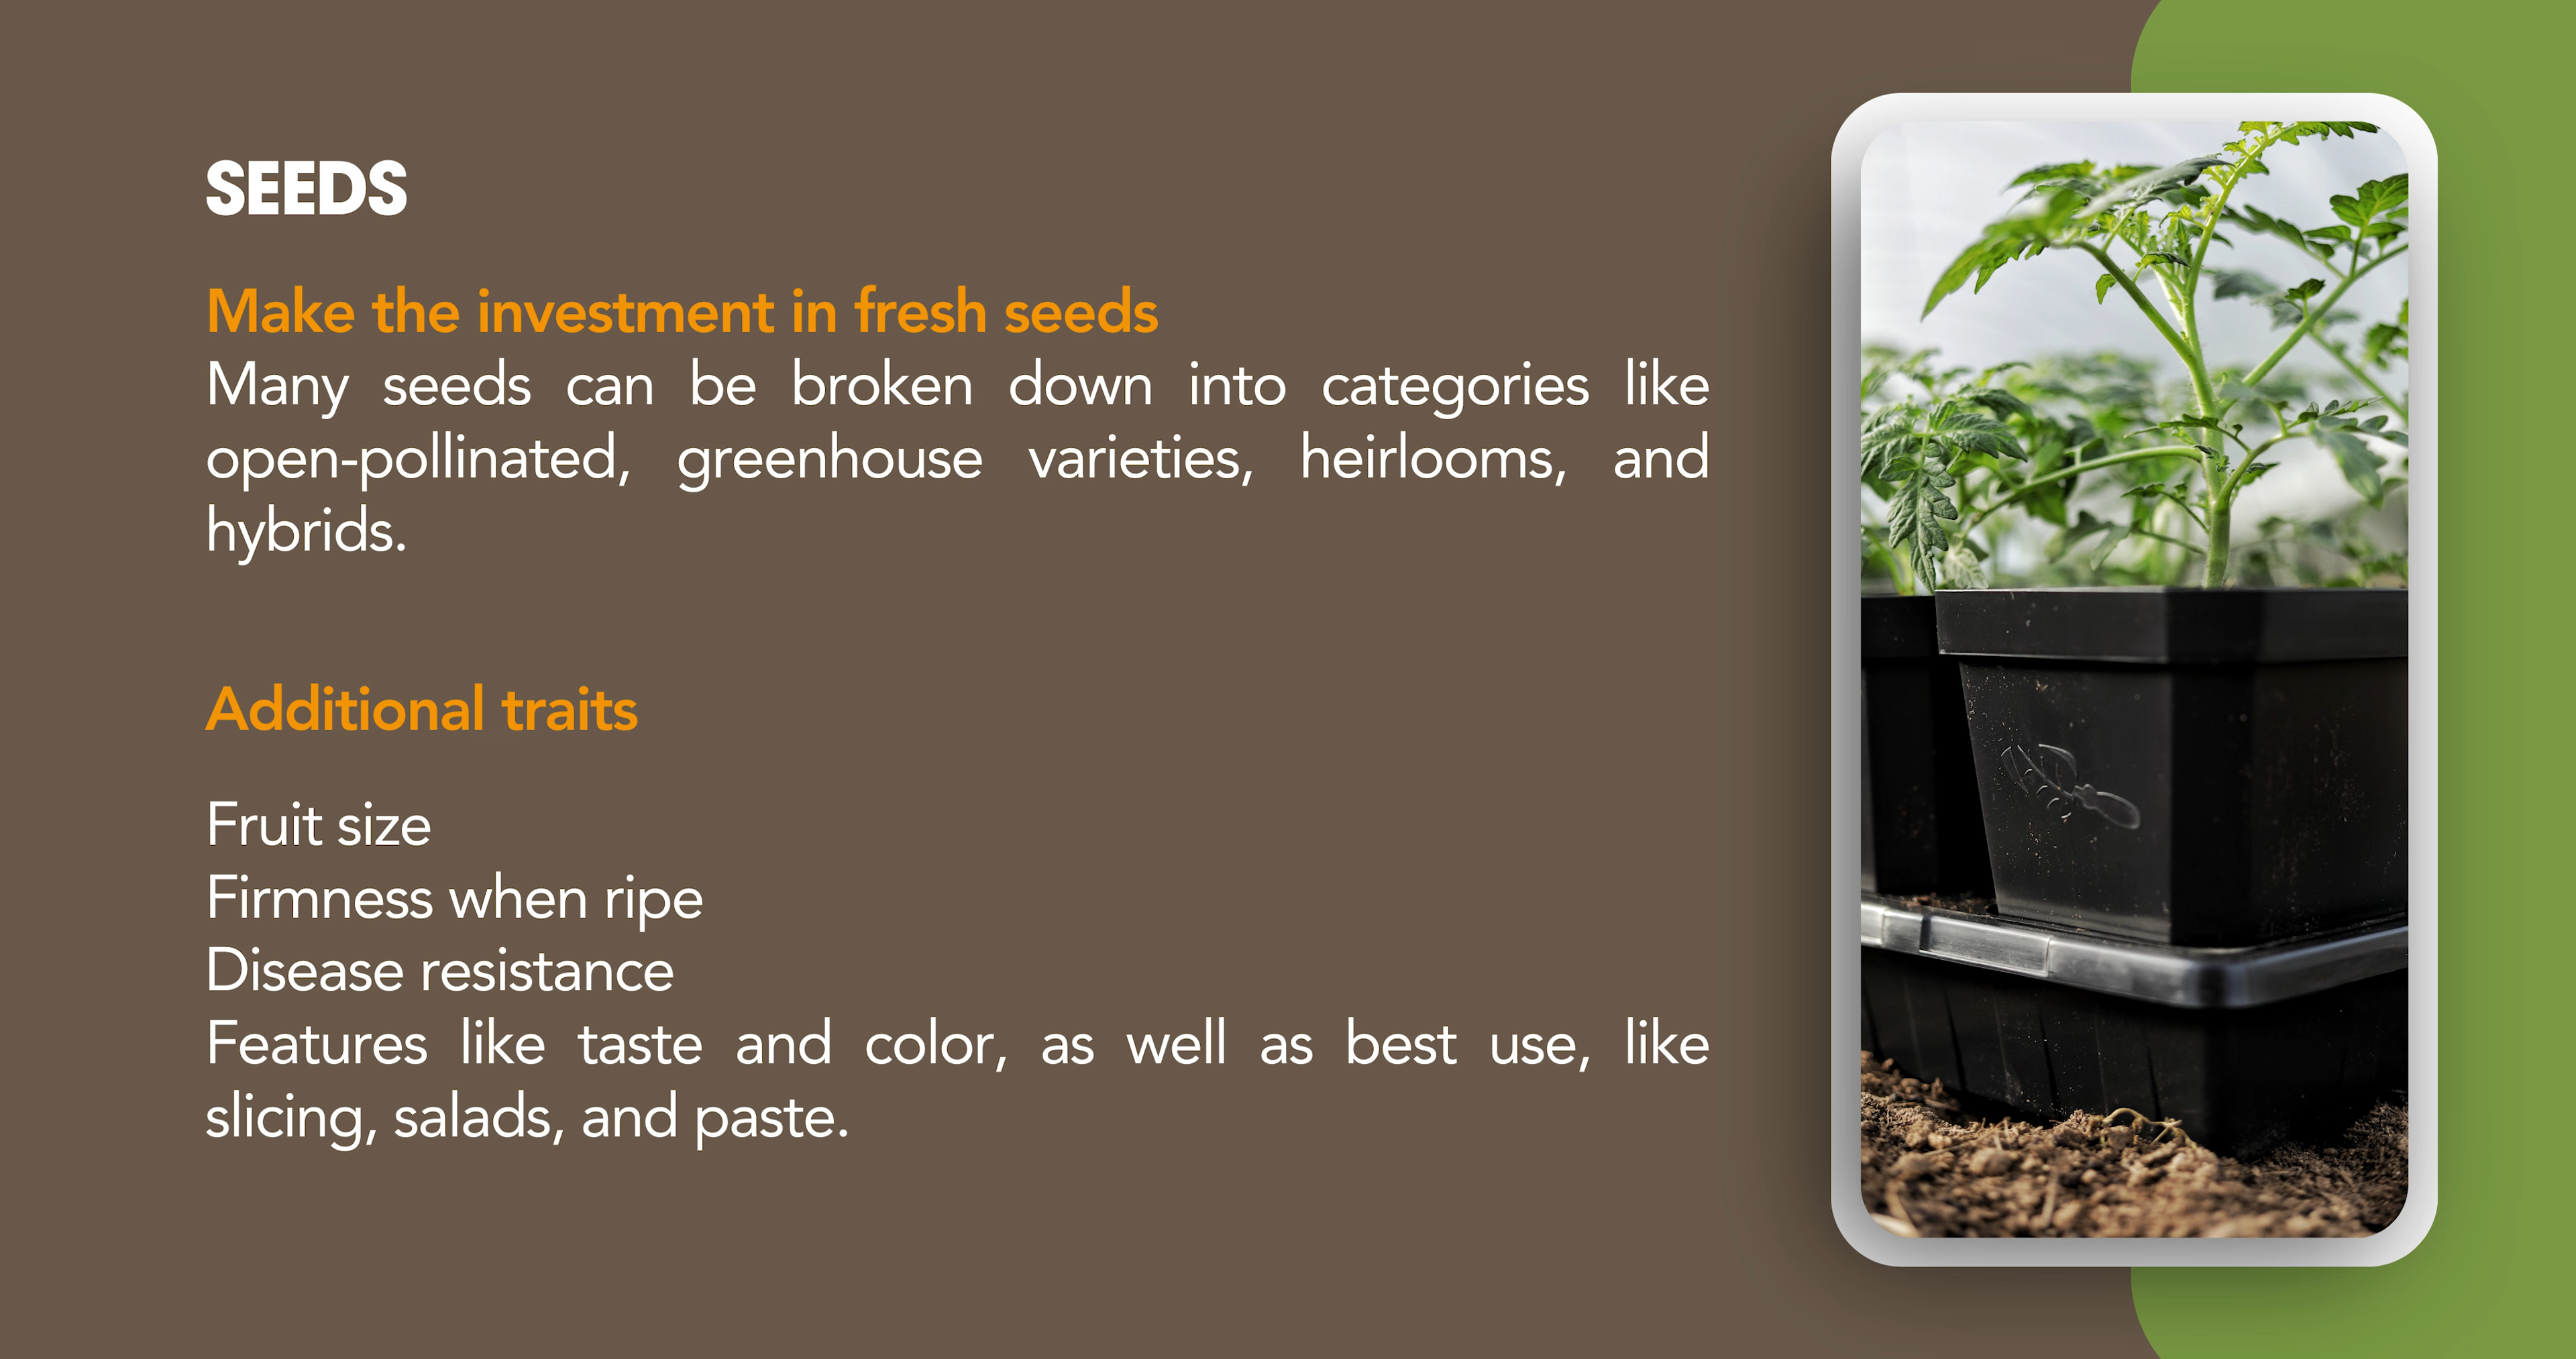 SEEDS
Make the investment in fresh seeds
Many seeds can be broken down into categories like
open-pollinated, greenhouse varieties, heirlooms, and
hybrids.
Additional traits
Fruit size
Firmness when ripe
Disease resistance
Features like taste and color, as well as best use, like
slicing, salads, and paste.